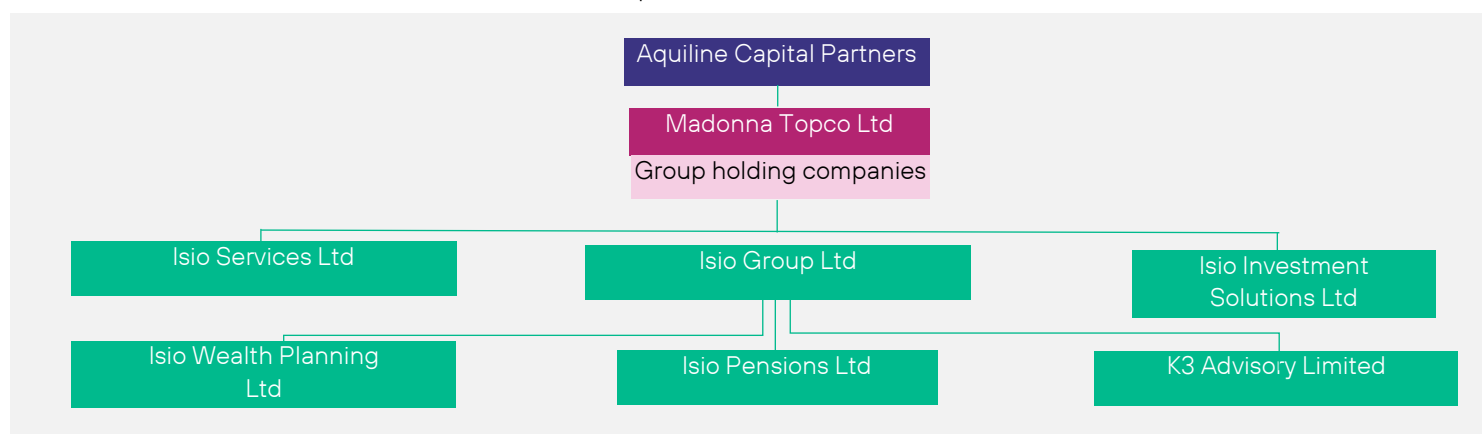 Aquiline Capital Partners
Madonna Topco Ltd
Group holding companies
Isio Services Ltd
Isio Group Ltd
Isio Investment
Solutions Ltd
Isio Wealth Planning
Ltd
Isio Pensions Ltd
K3 Advisory Limited